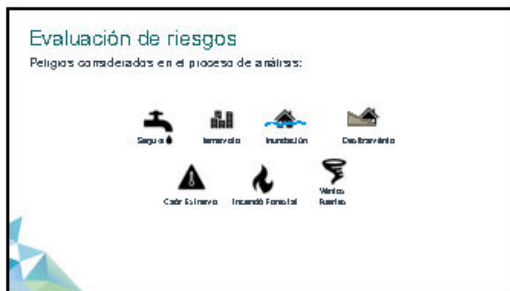 Evaluación de riesgos
Peligros considerados en el proceso de análisis:
Sequía
Terremoto
Inundación
Deslizamiento
Calor Extremo
Incendio Forestal
Vientos
Fuertes